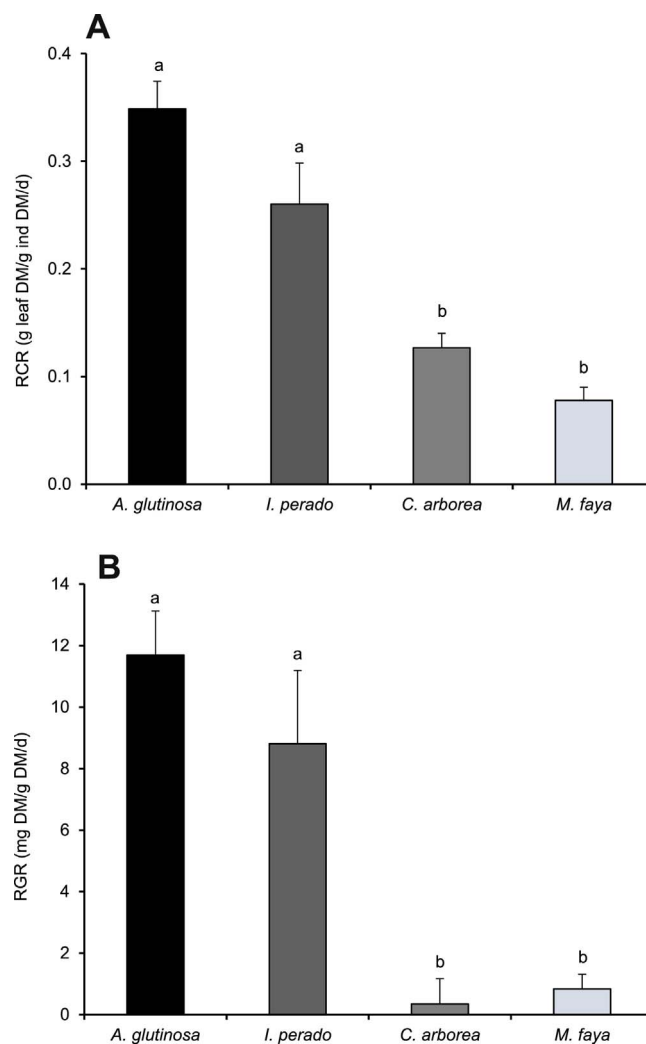 A
0.4
a
a
0.3
0.2
b
b
0.1
0.0
RCR (g leaf DM/g ind DM/d)
A. glutinosa I. perado C. arborea M. faya
B
14
a
12
a
10
8
6
4
2
b b
0
RGR (mg DM/g DM/d)
A. glutinosa I. perado C. arborea M. faya